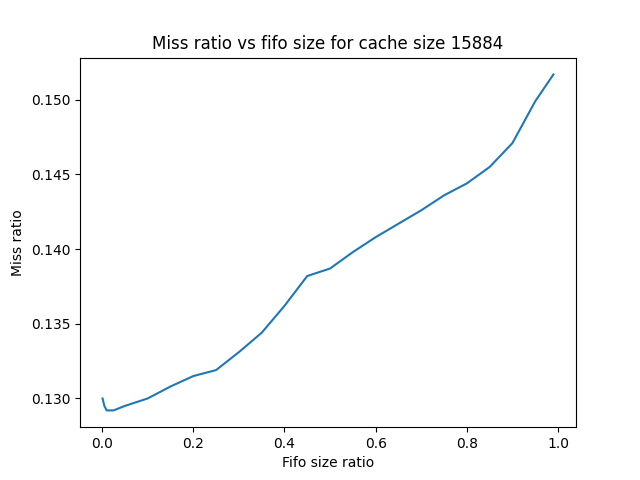 Miss ratio vs fifo size for cache size 15884
0.150
0.145
0.140
0.135
0.130
Miss ratio
0.0 0.2 0.4 0.6 0.8 1.0
Fifo size ratio